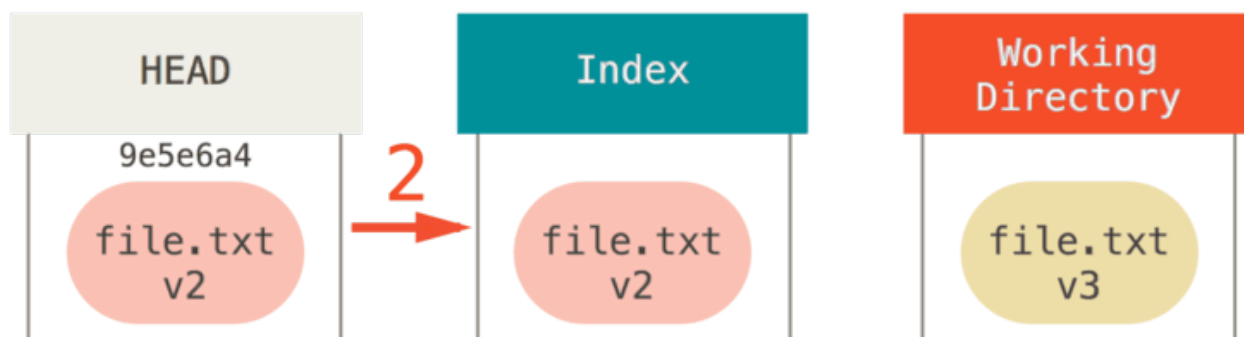 HEAD
Index
Working
Directory
9e5e6a4
2
file.txt
v2
file.txt
v2
file.txt
v3